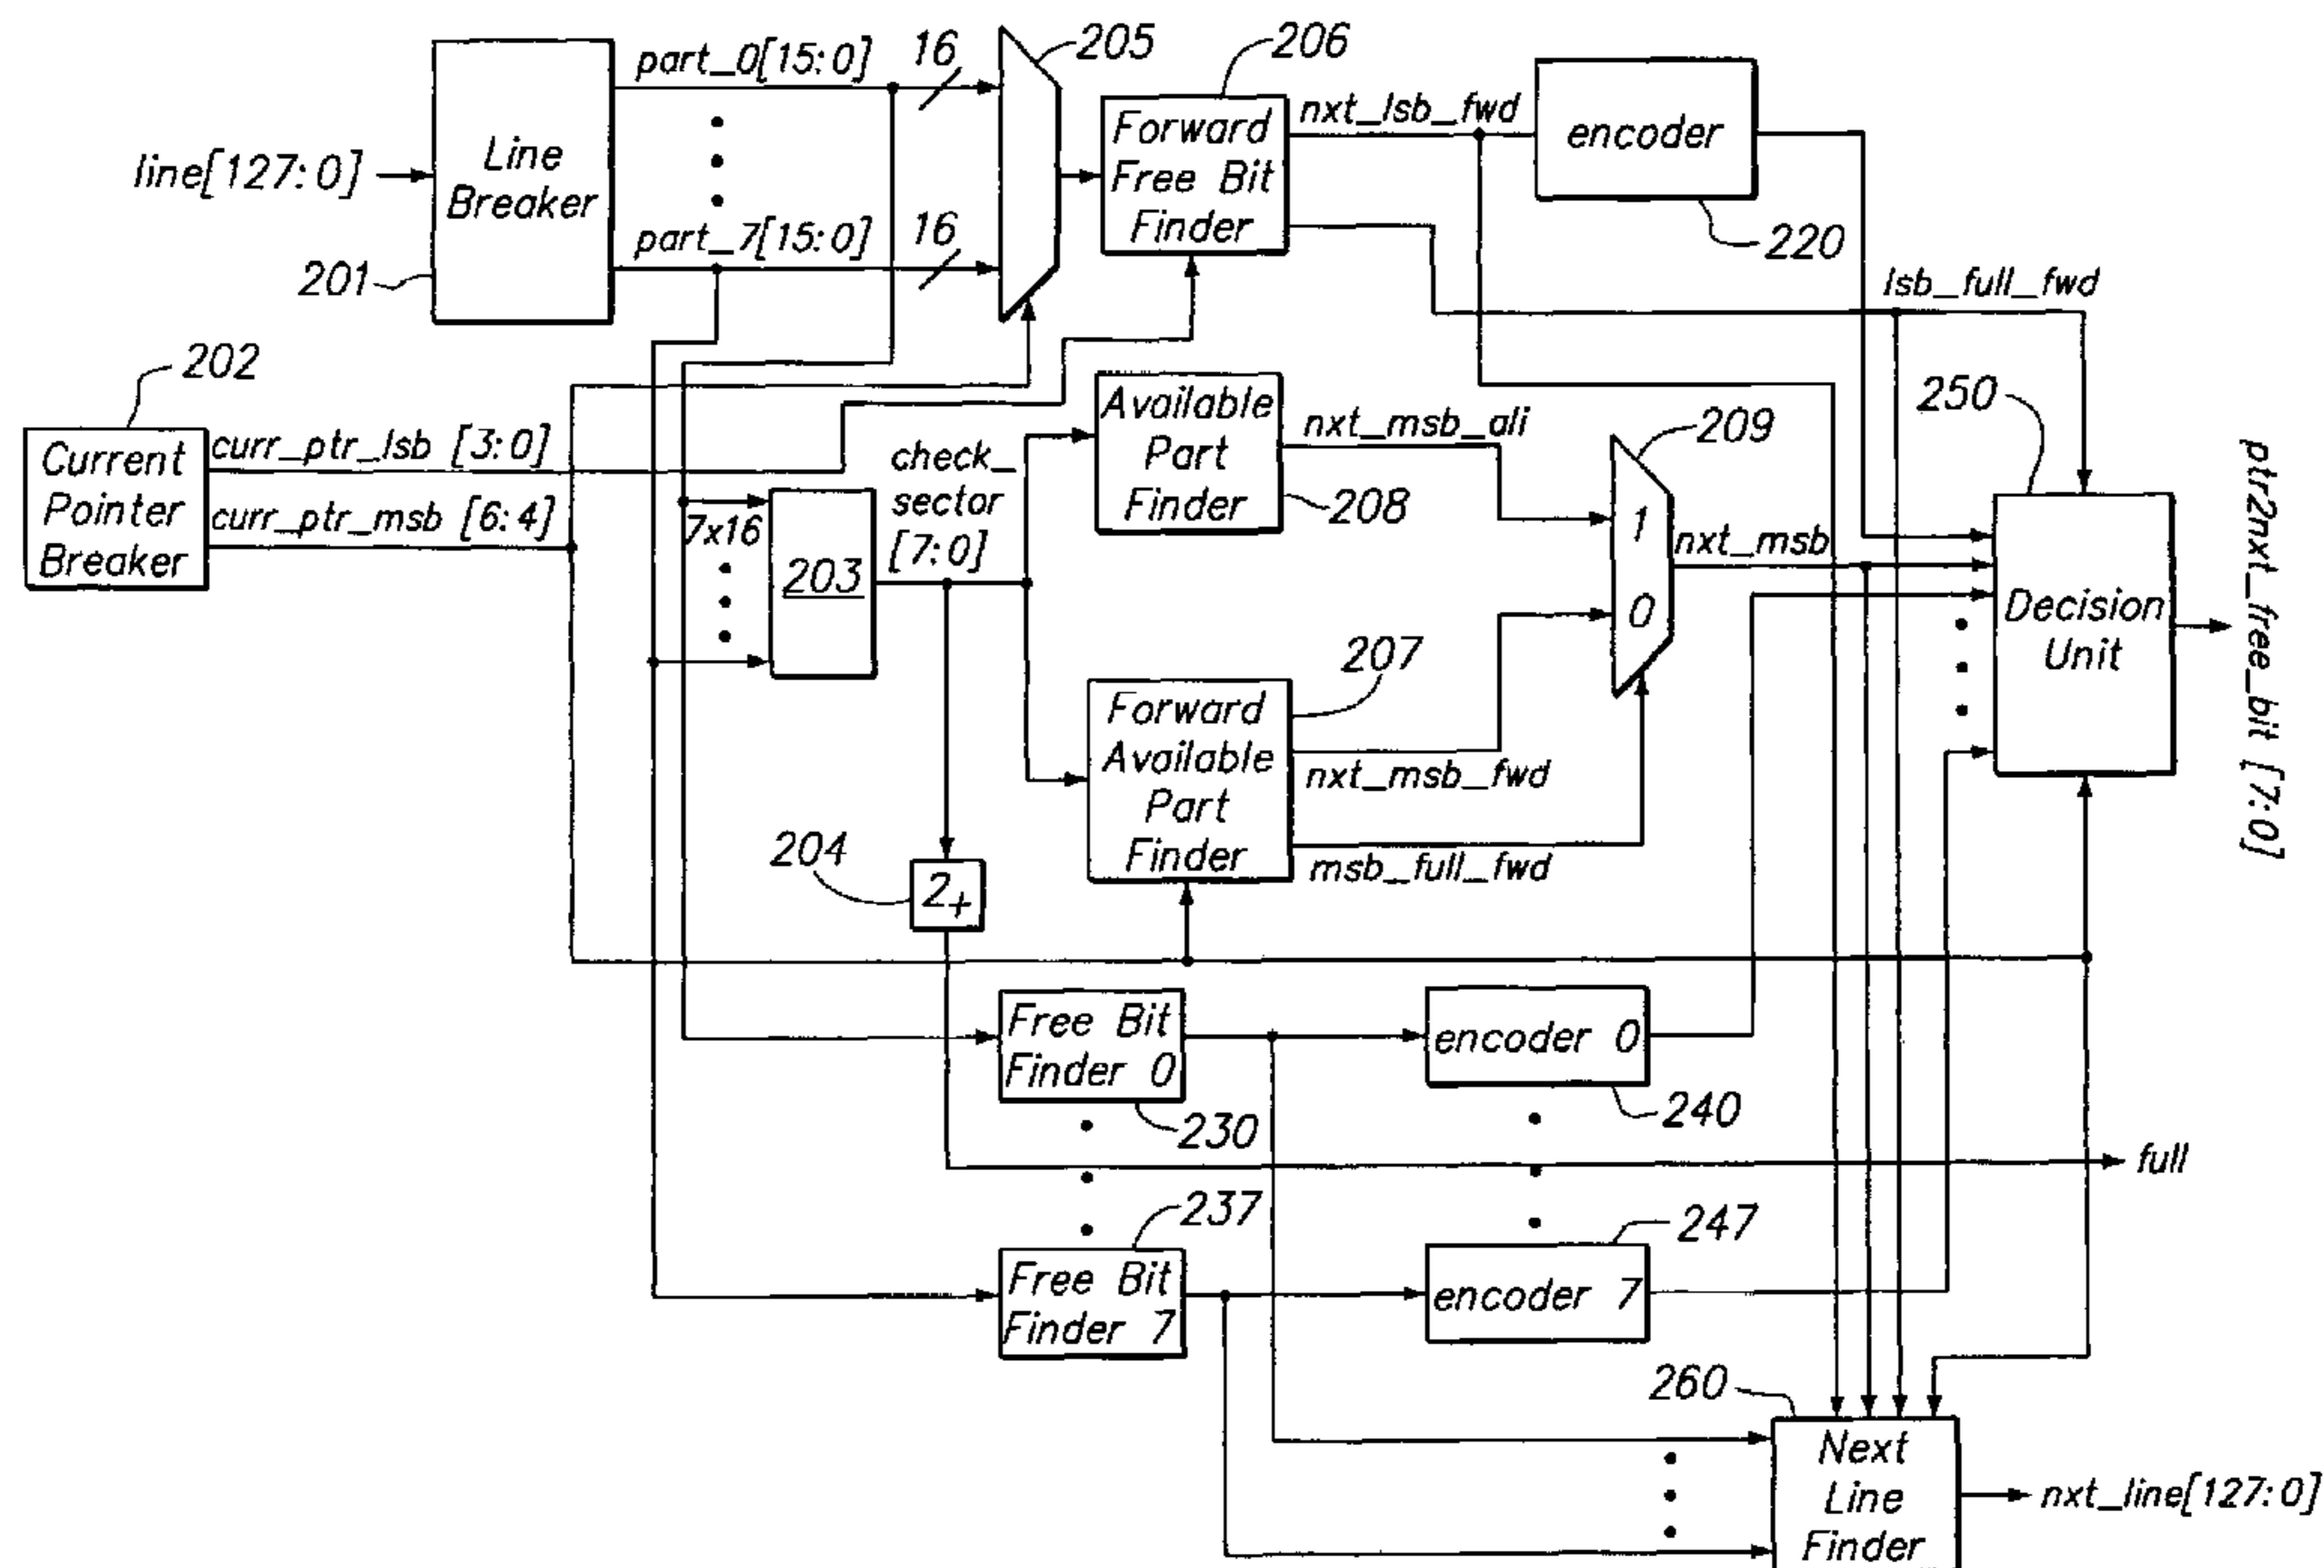 part_0[15:0]
16
205
206
line[127:0]
Line
Breaker
Forward
Free Bit
Finder
nxt_lsb_fwd
encoder
part_7[15:0]
16
201
220
lsb_full_fwd
202
Current
Pointer
Breaker
curr_ptr_lsb [3:0]
curr_ptr_msb [6:4]
check_
sector
[7:0]
7x16
203
Available
Part
Finder
208
nxt_msb_all
209
1
0
nxt_msb
250
Decision
Unit
ptr2nxt_free_bit [7:0]
207
Forward
Available
Part
Finder
nxt_msb_fwd
msb_full_fwd
204
2+
Free Bit
Finder 0
230
encoder 0
240
full
237
Free Bit
Finder 7
247
encoder 7
260
Next
Line
Finder
nxt_line[127:0]